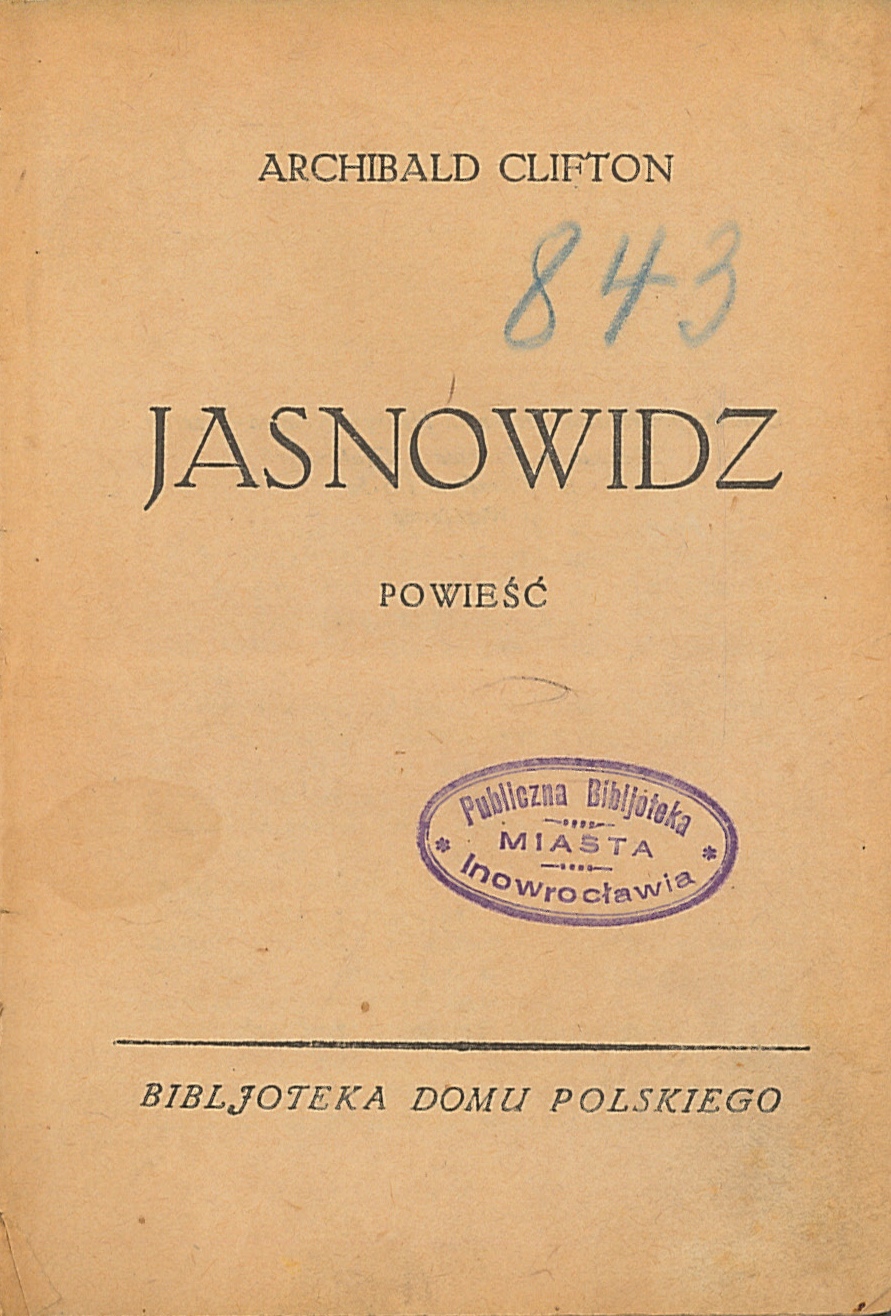 ARCHIBALD CLIFTON
843
JASNOWIDZ
POWIEŚĆ
Publiczna Bibljoteka
MIASTA
Inowrocławia
BIBLJOTEKA DOMU POLSKIEGO